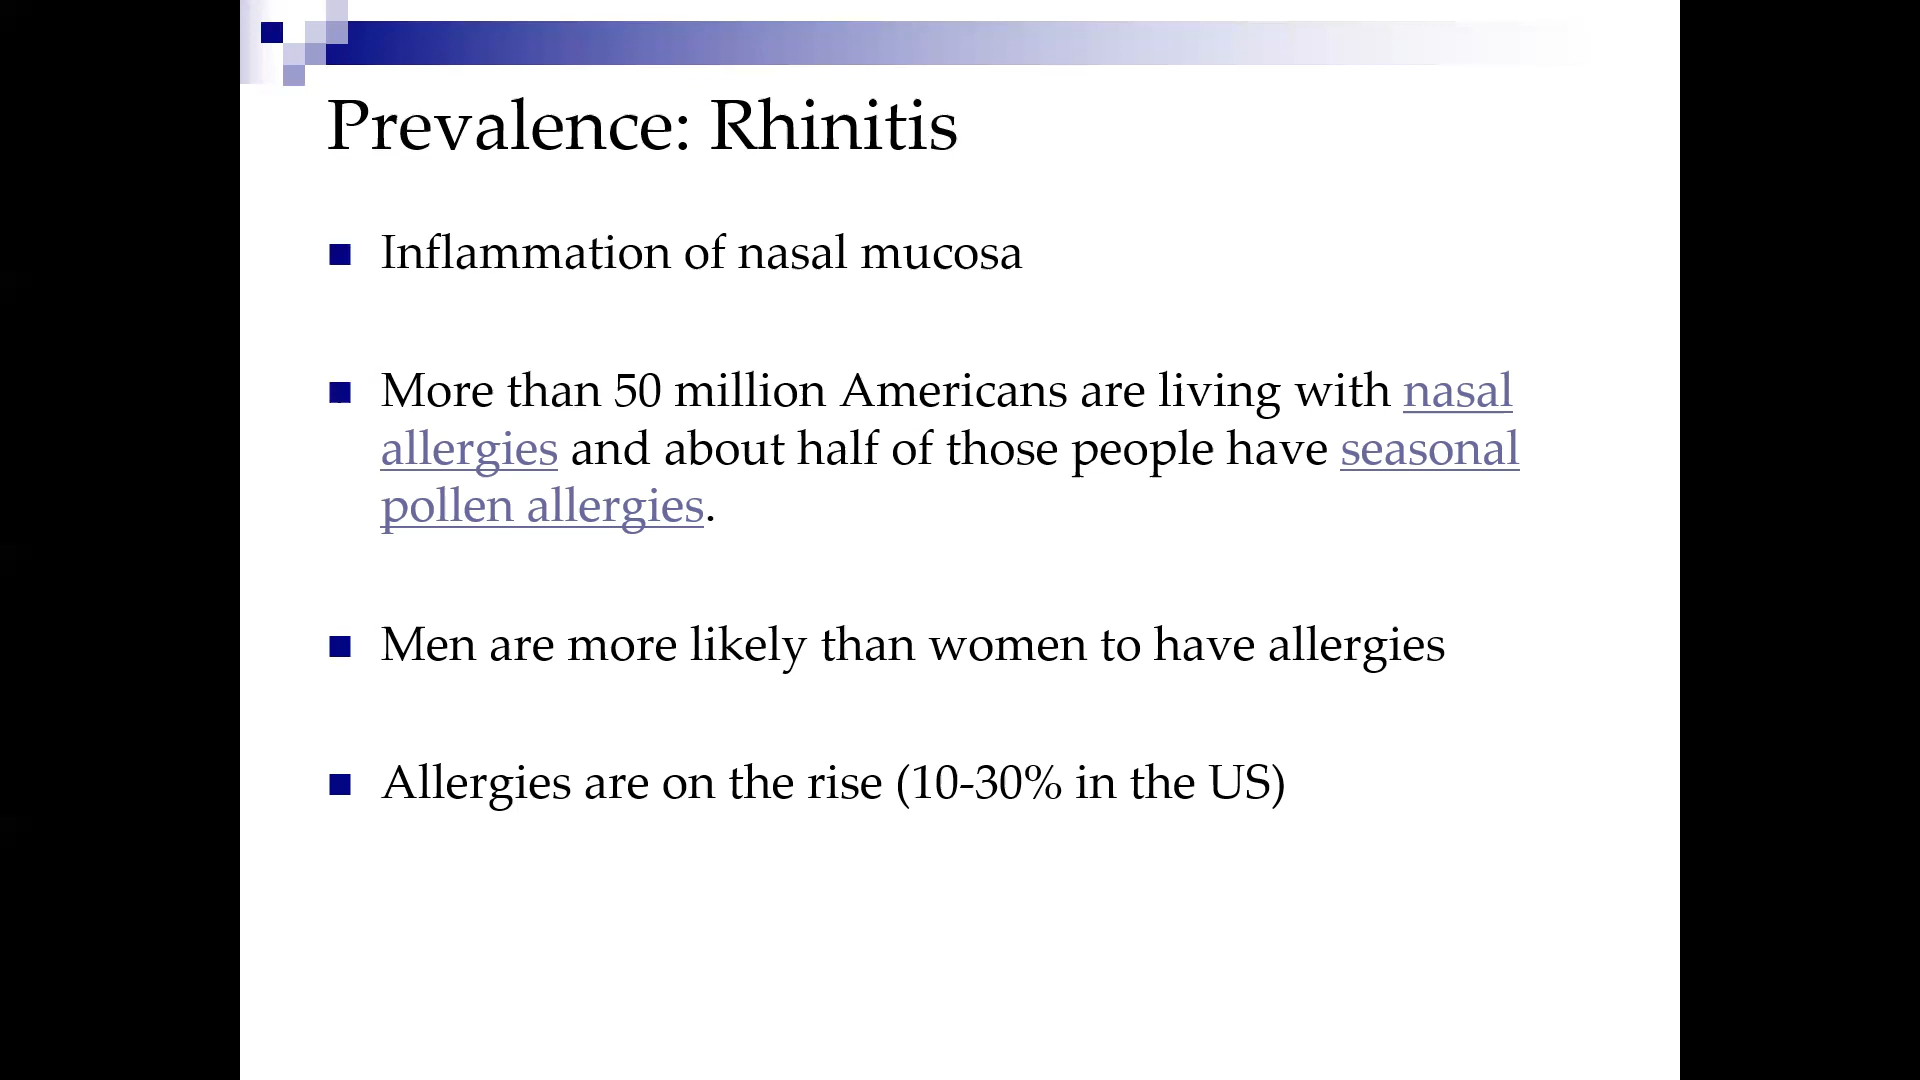 Prevalence: Rhinitis
Inflammation of nasal mucosa
More than 50 million Americans are living with nasal
allergies and about half of those people have seasonal
pollen allergies.
Men are more likely than women to have allergies
Allergies are on the rise (10-30% in the US)